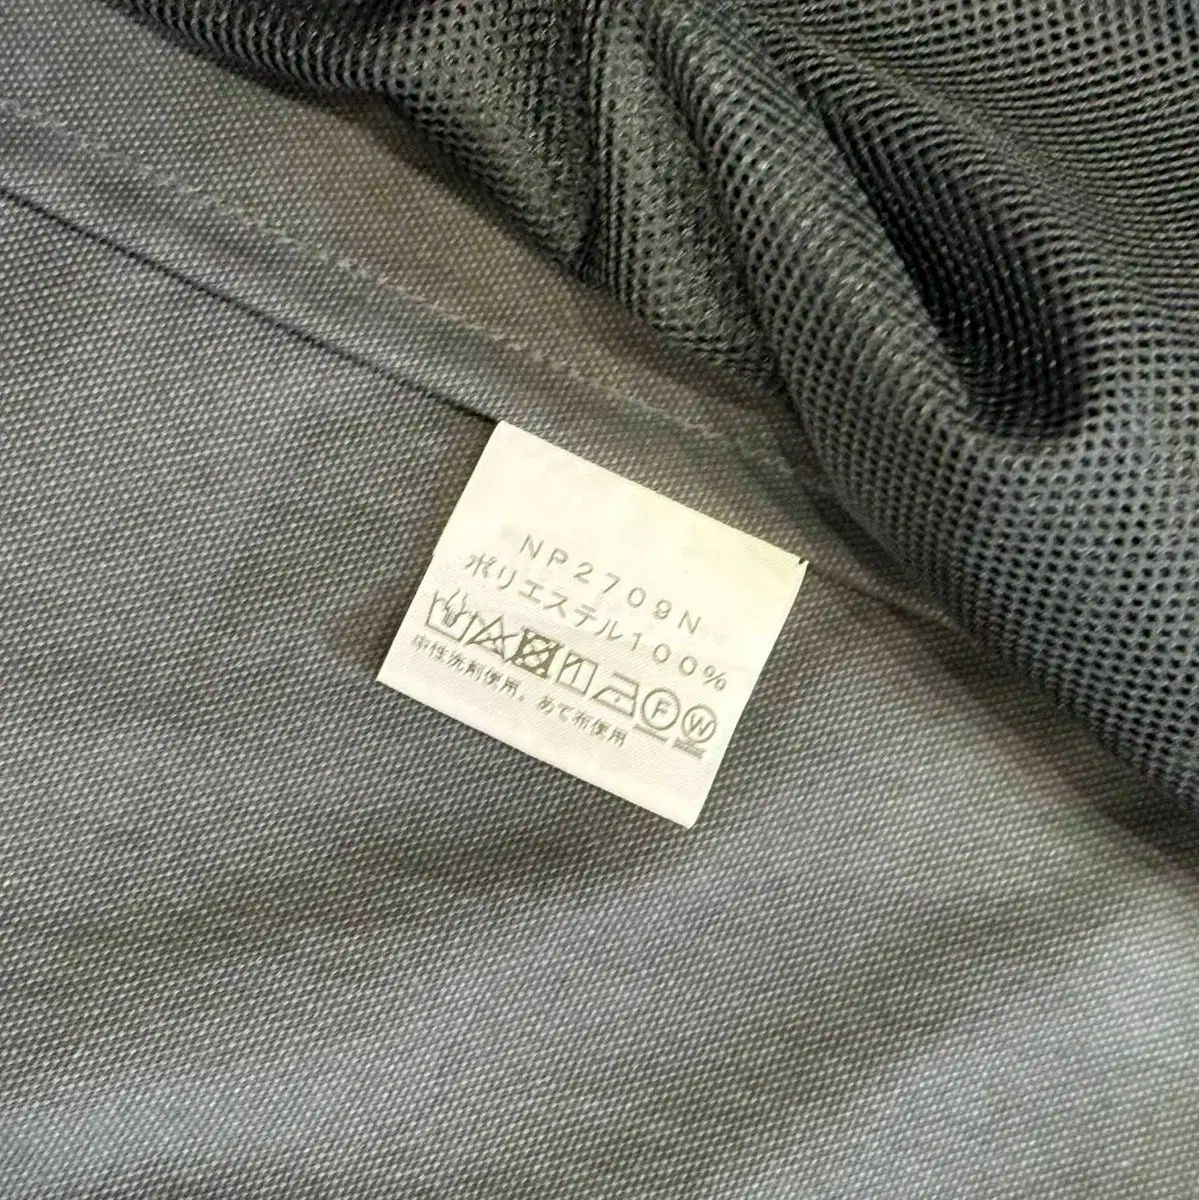 NP2709N
ポリエステル100%
F W
中性洗剤使用。あて布使用